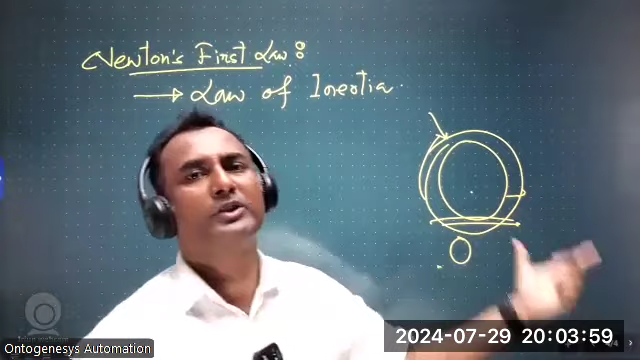 Newton's First Law :
→ Law of Inertia.
Ontogenesys Automation
2024-07-29 20:03:59